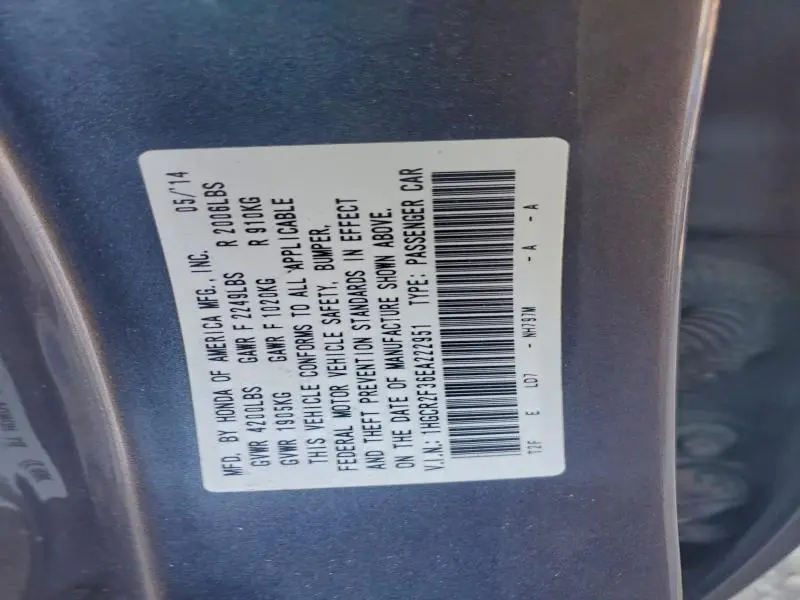 MFD. BY HONDA OF AMERICA MFG., INC. 05/'14
GVWR 4200LBS GAWR F 2249LBS R 2006LBS
GVWR 1905KG GAWR F 1020KG R 910KG
THIS VEHICLE CONFORMS TO ALL APPLICABLE
FEDERAL MOTOR VEHICLE SAFETY, BUMPER,
AND THEFT PREVENTION STANDARDS IN EFFECT
ON THE DATE OF MANUFACTURE SHOWN ABOVE.
V.I.N.: 1HGCR2F36EA222951 TYPE: PASSENGER CAR
T2F E LD7 - NH797M - A - A